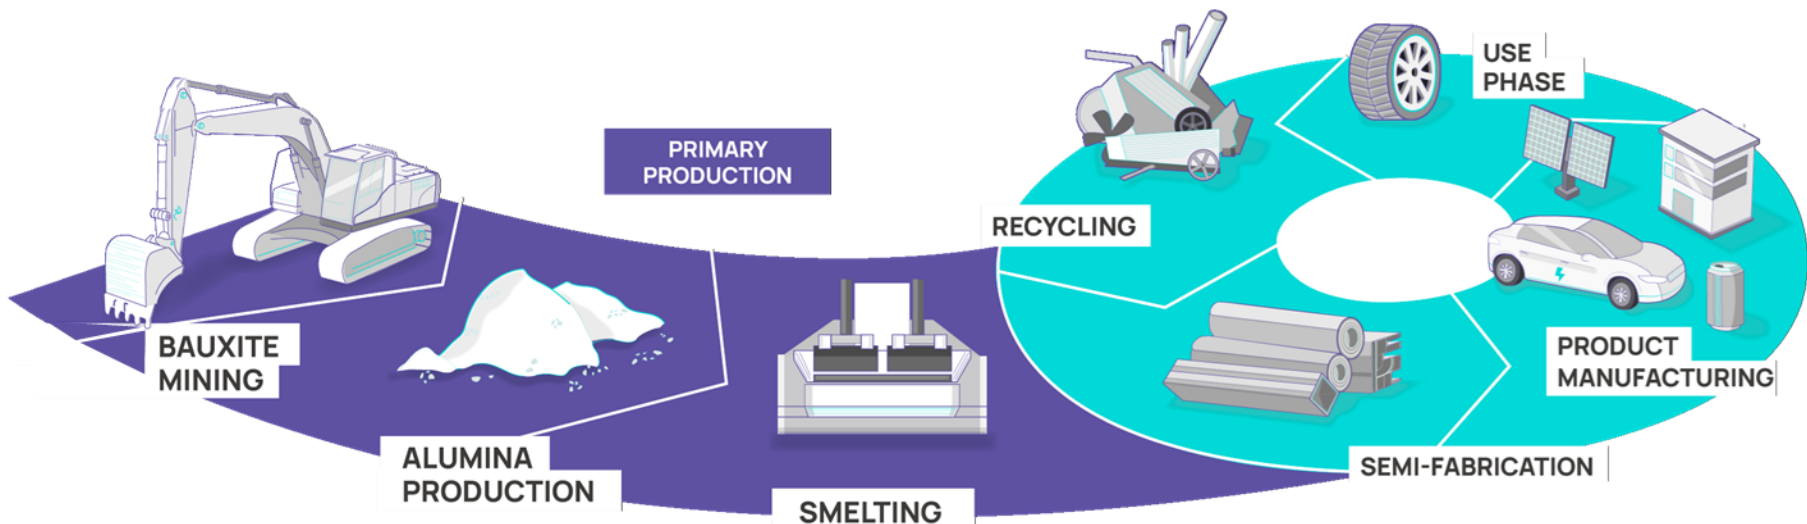 PRIMARY
PRODUCTION
BAUXITE
MINING
ALUMINA
PRODUCTION
SMELTING
RECYCLING
USE
PHASE
PRODUCT
MANUFACTURING
SEMI-FABRICATION